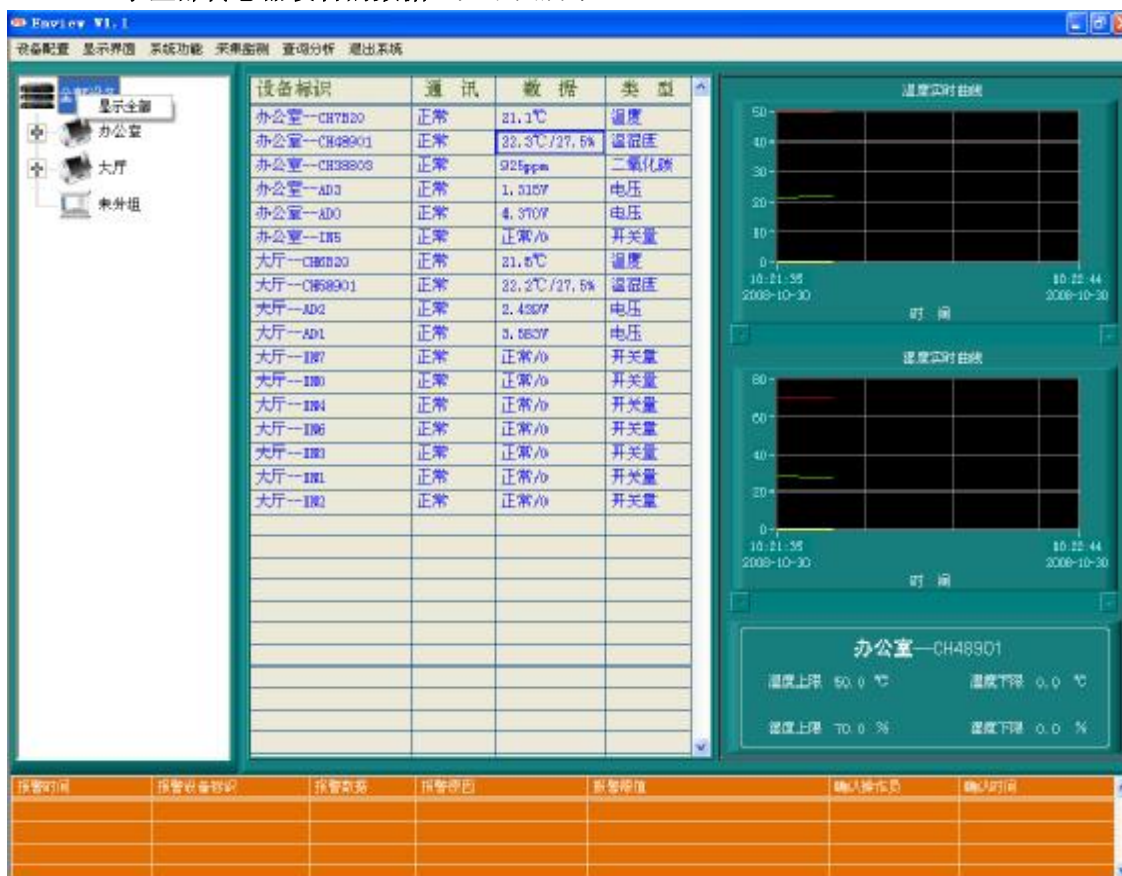 Enview V1.1
设备配置 显示界面 系统功能 采集监测 查询分析 退出系统
显示全部
办公室
大厅
未分组
设备标识 通 讯 数 据 类 型
办公室--CH7B20 正常 21.1℃ 温度
办公室--CH48901 正常 22.3℃/27.5% 温湿度
办公室--CH38803 正常 925ppm 二氧化碳
办公室--AD3 正常 1.515V 电压
办公室--AD0 正常 4.370V 电压
办公室--IN5 正常 正常/0 开关量
大厅--CH6B20 正常 21.5℃ 温度
大厅--CH58901 正常 22.2℃/27.5% 温湿度
大厅--AD2 正常 2.439V 电压
大厅--AD1 正常 电压
大厅--IN7 正常 正常/0 开关量
大厅--IN0 正常 正常/0 开关量
大厅--IN4 正常 正常/0 开关量
大厅--IN6 正常 正常/0 开关量
大厅--IN3 正常 正常/0 开关量
大厅--IN1 正常 正常/0 开关量
大厅--IN2 正常 正常/0 开关量
温度实时曲线
50
40
30
20
10
0
10:21:35 10:22:44
2008-10-30 2008-10-30
时 间
湿度实时曲线
80
60
40
20
0
10:21:35 10:22:44
2008-10-30 2008-10-30
时 间
办公室—CH48901
温度上限 50.0 ℃ 温度下限 0.0 ℃
湿度上限 70.0 % 湿度下限 0.0 %
报警时间 报警设备标识 报警数据 报警原因 报警限值 确认操作员 确认时间